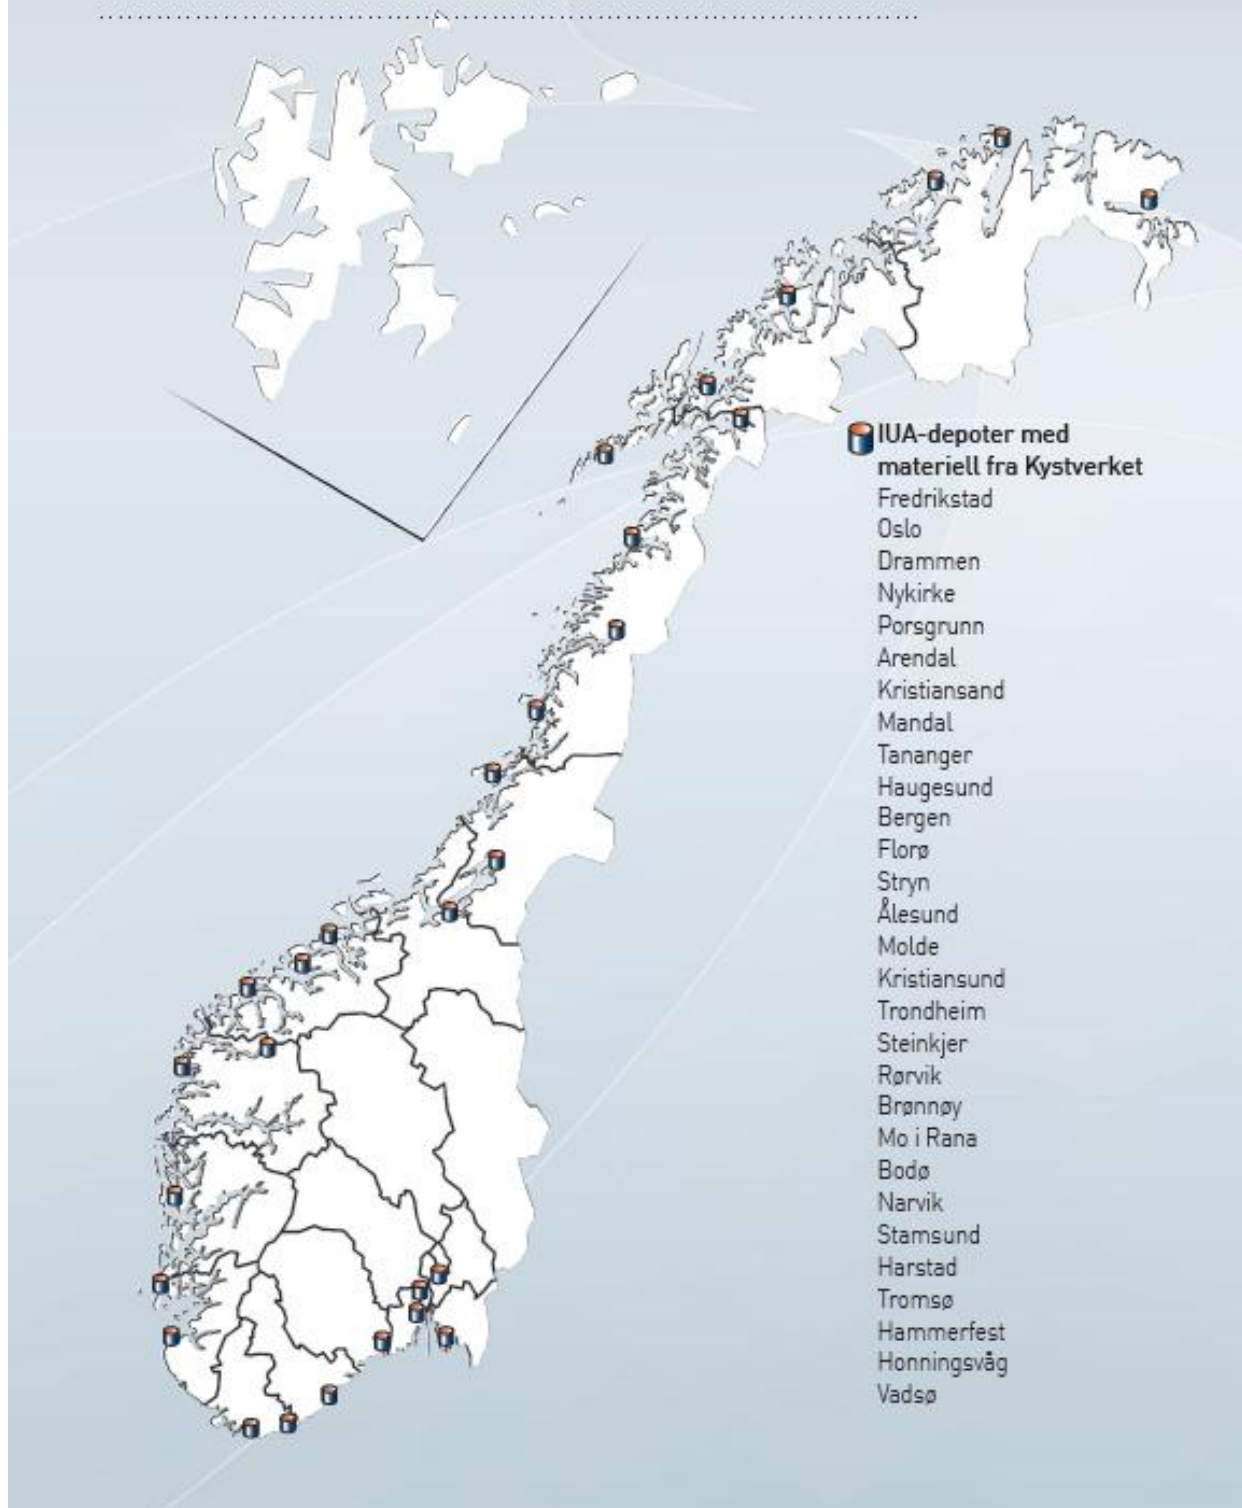 IUA-depoter med
materiell fra Kystverket
Fredrikstad
Oslo
Drammen
Nykirke
Porsgrunn
Arendal
Kristiansand
Mandal
Tananger
Haugesund
Bergen
Florø
Stryn
Ålesund
Molde
Kristiansund
Trondheim
Steinkjer
Rørvik
Brønnøy
Mo i Rana
Bodø
Narvik
Stamsund
Harstad
Tromsø
Hammerfest
Honningsvåg
Vadsø